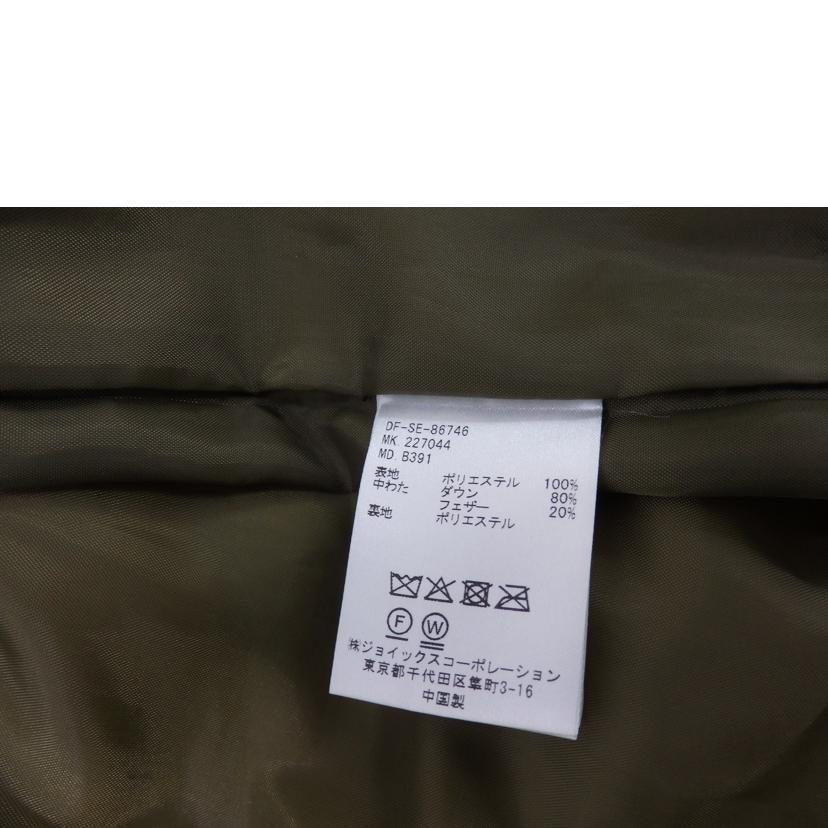 DF-SE-86746
MK. 227044
MD. B391
表地 ポリエステル 100%
中わた ダウン 80%
フェザー 20%
裏地 ポリエステル
F W
㈱ジョイックスコーポレーション
東京都千代田区隼町3-16
中国製